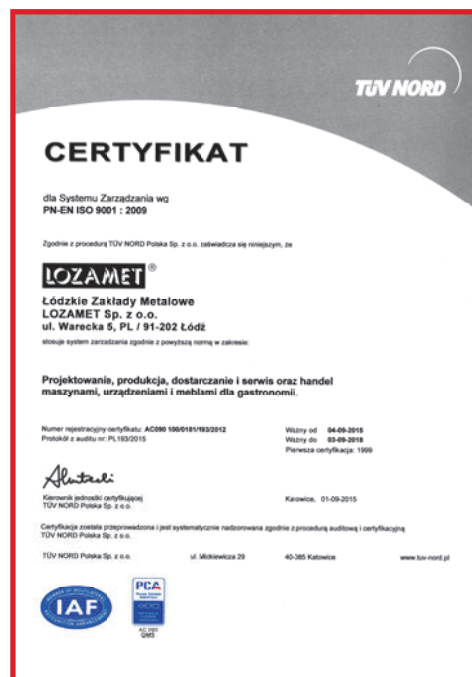 TÜV NORD
CERTYFIKAT
dla Systemu Zarządzania wg
PN-EN ISO 9001 : 2009
Zgodnie z procedurą TÜV NORD Polska Sp. z o.o. zaświadcza się niniejszym, że
LOZAMET ®
Łódzkie Zakłady Metalowe
LOZAMET Sp. z o.o.
ul. Warecka 5, PL / 91-202 Łódź
stosuje system zarządzania zgodnie z powyższą normą w zakresie:
Projektowanie, produkcja, dostarczanie i serwis oraz handel
maszynami, urządzeniami i meblami dla gastronomii.
Numer rejestracyjny certyfikatu: AC090 100/0181/193/2012 Ważny od 04-09-2015
Protokół z auditu nr: PL193/2015 Ważny do 03-09-2018
Pierwsza certyfikacja: 1999
Kierownik jednostki certyfikującej Katowice, 01-09-2015
TÜV NORD Polska Sp. z o.o.
Certyfikacja została przeprowadzona i jest systematycznie nadzorowana zgodnie z procedurą auditową i certyfikacyjną
TÜV NORD Polska Sp. z o.o.
TÜV NORD Polska Sp. z o.o. ul. Mickiewicza 29 40-085 Katowice www.tuv-nord.pl
IAF
PCA
AC 090
QMS